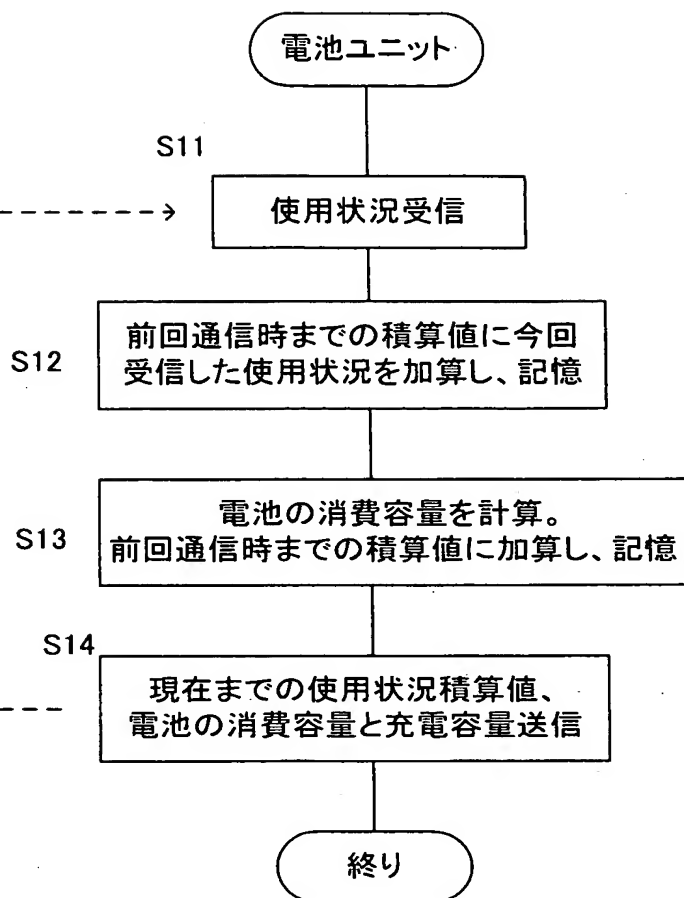 電池ユニット
S11
使用状況受信
S12
前回通信時までの積算値に今回
受信した使用状況を加算し、記憶
S13
電池の消費容量を計算。
前回通信時までの積算値に加算し、記憶
S14
現在までの使用状況積算値、
電池の消費容量と充電容量送信
終り